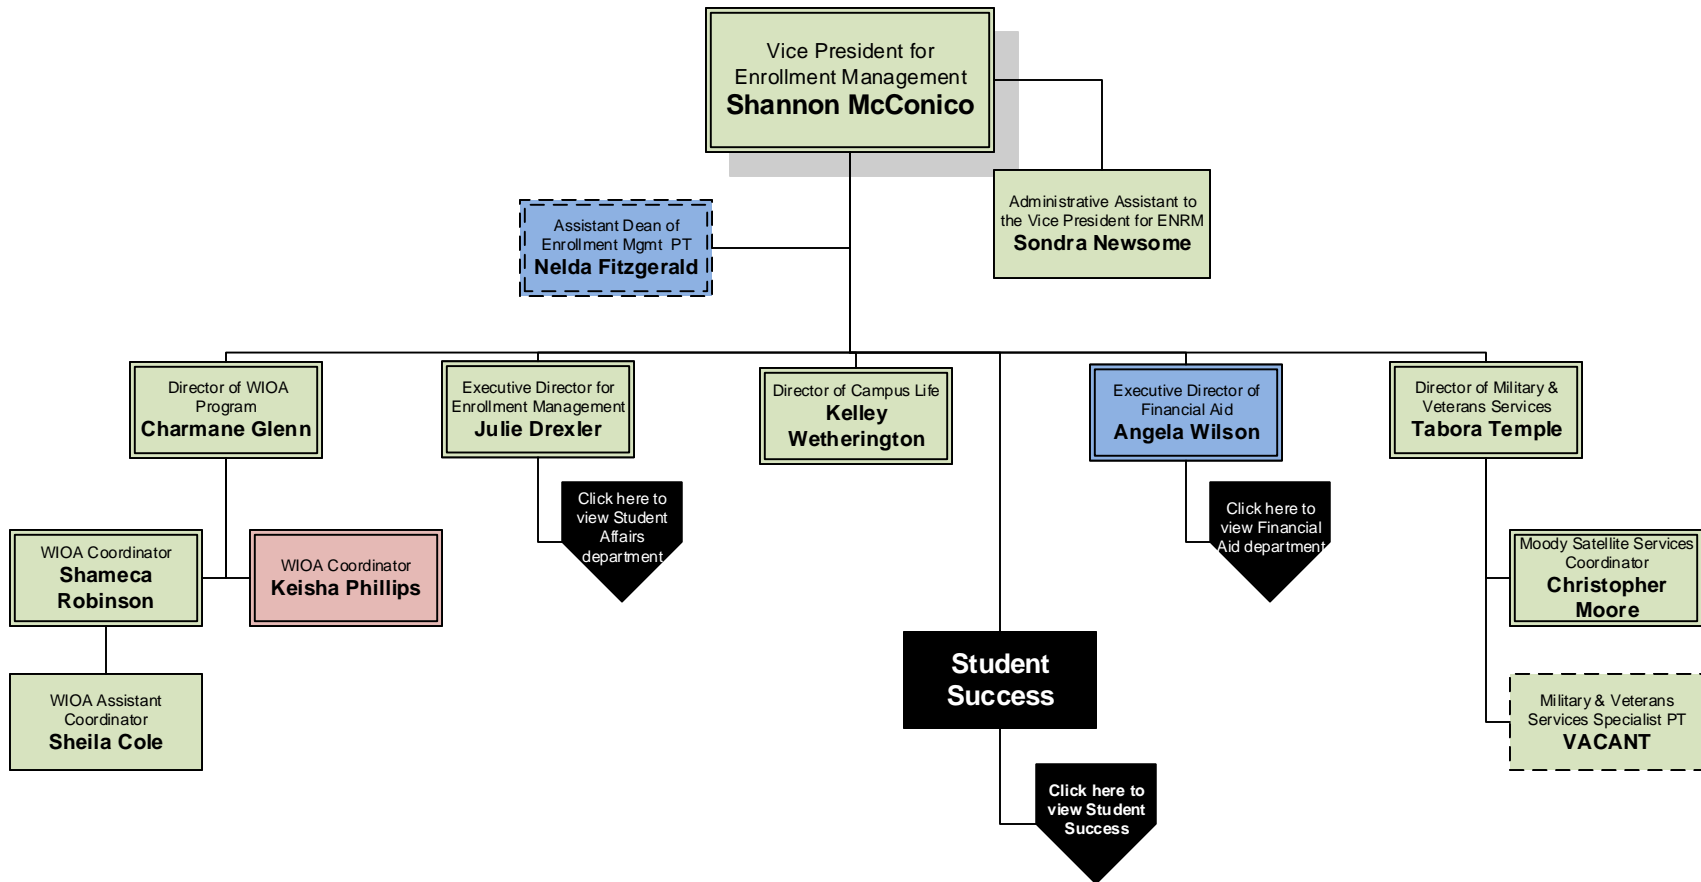 Vice President for
Enrollment Management
Shannon McConico
Administrative Assistant to
the Vice President for ENRM
Sondra Newsome
Assistant Dean of
Enrollment Mgmt PT
Nelda Fitzgerald
Director of WIOA
Program
Charmane Glenn
Executive Director for
Enrollment Management
Julie Drexler
Director of Campus Life
Kelley
Wetherington
Executive Director of
Financial Aid
Angela Wilson
Director of Military &
Veterans Services
Tabora Temple
Click here to
view Student
Affairs
department
Click here to
view Financial
Aid department
WIOA Coordinator
Shameca
Robinson
WIOA Coordinator
Keisha Phillips
Moody Satellite Services
Coordinator
Christopher
Moore
Student
Success
WIOA Assistant
Coordinator
Sheila Cole
Military & Veterans
Services Specialist PT
VACANT
Click here to
view Student
Success